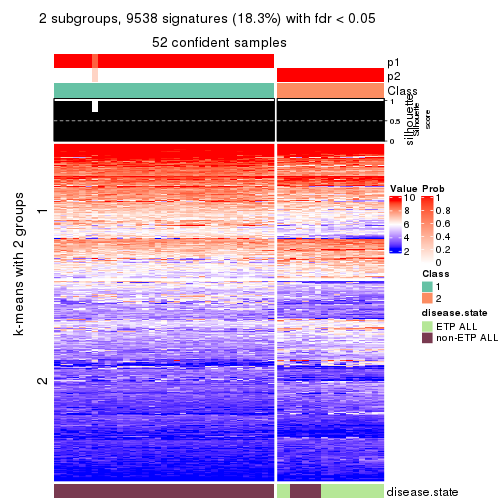 2 subgroups, 9538 signatures (18.3%) with fdr < 0.05
52 confident samples
p1
p2
Class
1
0.5
0
silhouette
Silhouette
score
k-means with 2 groups
1
2
Value
10
8
6
4
2
Prob
1
0.8
0.6
0.4
0.2
0
Class
1
2
disease.state
ETP ALL
non-ETP ALL
disease.state